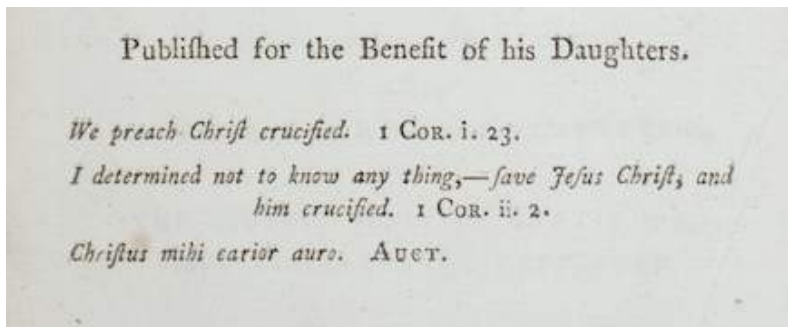 Publiſhed for the Benefit of his Daughters.
We preach Chriſt crucified. 1 COR. i. 23.
I determined not to know any thing,—ſave Jeſus Chriſt, and
him crucified. 1 COR. ii. 2.
Chriſtus mihi carior auro. AUCT.